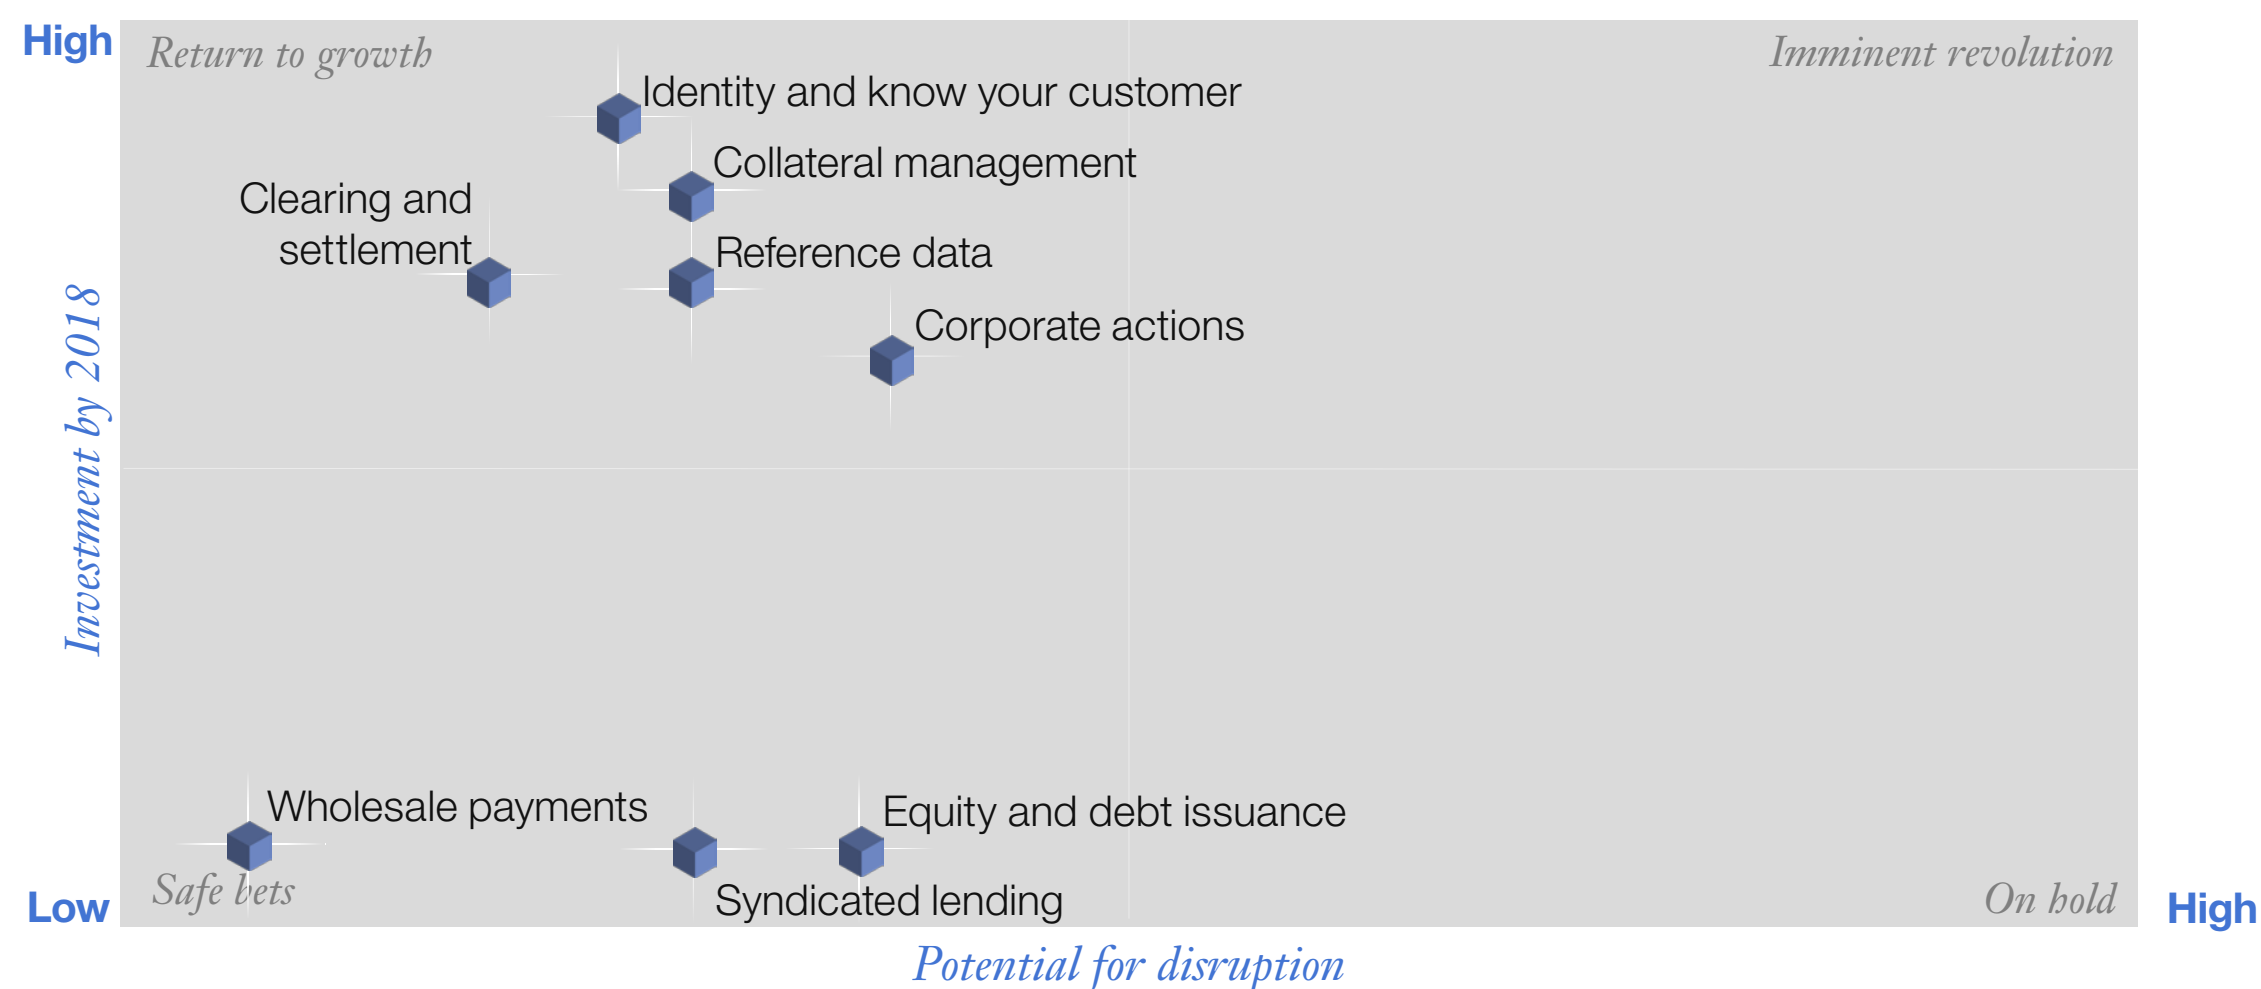 High
Return to growth
Imminent revolution
Identity and know your customer
Collateral management
Clearing and
settlement
Reference data
Corporate actions
Investment by 2018
Wholesale payments
Equity and debt issuance
Safe bets
Syndicated lending
On hold
Low
High
Potential for disruption